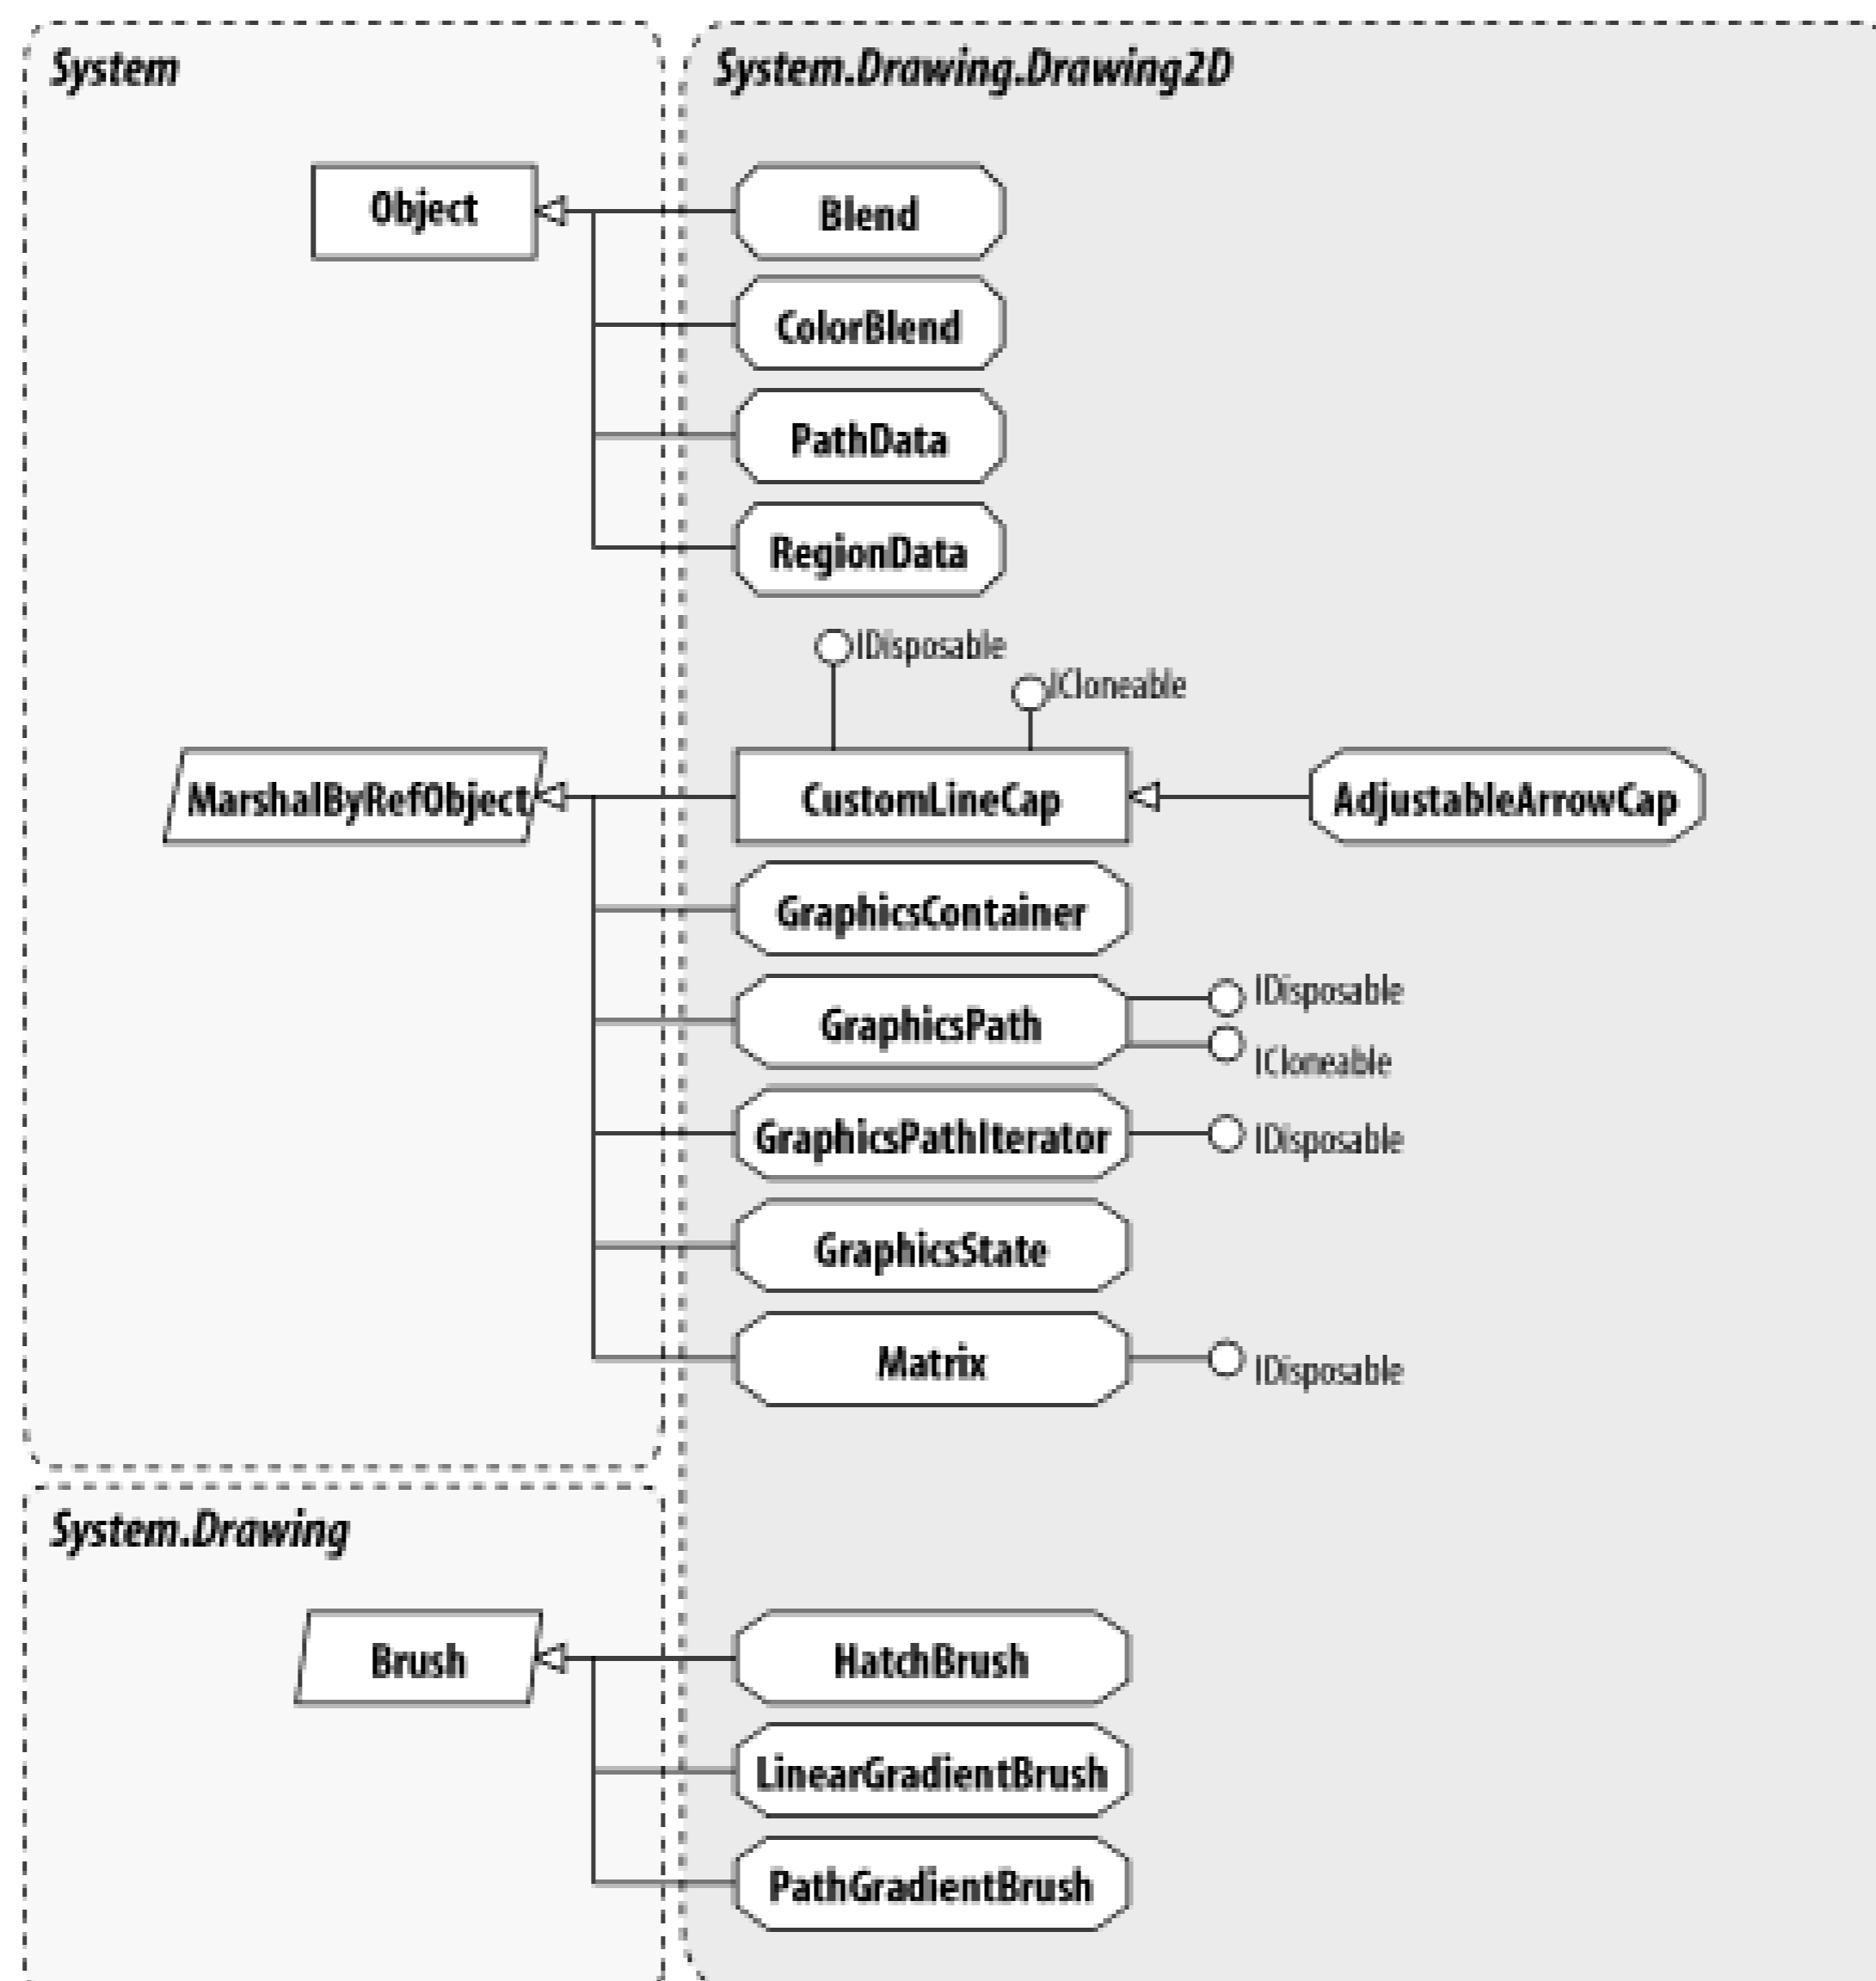 System
System.Drawing.Drawing2D
Object
Blend
ColorBlend
PathData
RegionData
IDisposable
ICloneable
MarshalByRefObject
CustomLineCap
AdjustableArrowCap
GraphicsContainer
GraphicsPath
IDisposable
ICloneable
GraphicsPathIterator
IDisposable
GraphicsState
Matrix
IDisposable
System.Drawing
Brush
HatchBrush
LinearGradientBrush
PathGradientBrush